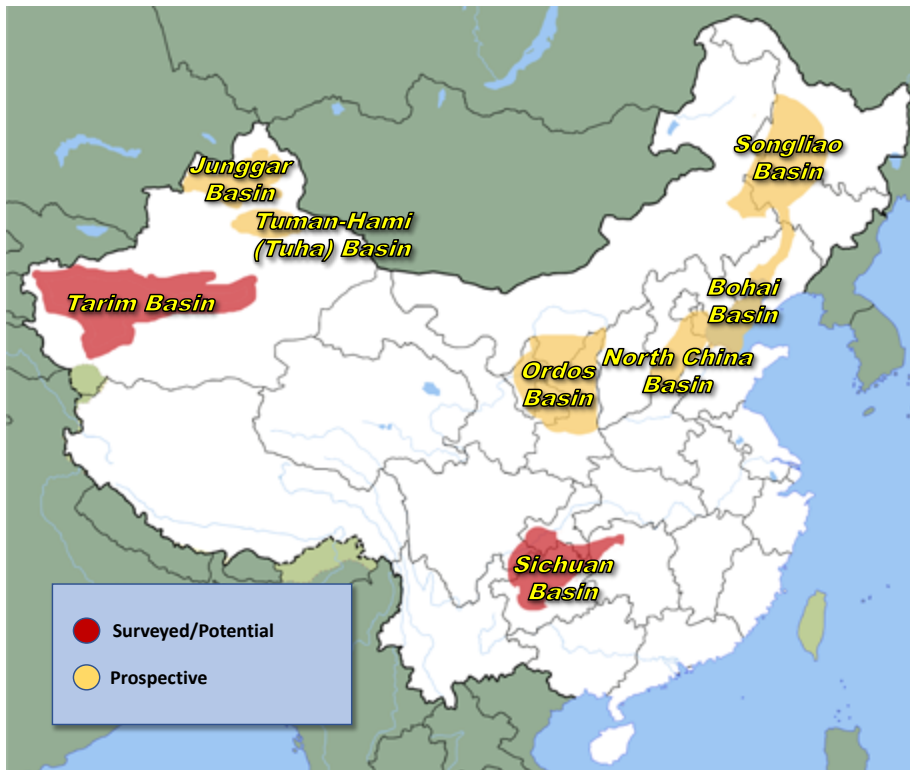 Songliao
Basin
Junggar
Basin
Tuman-Hami
(Tuha) Basin
Tarim Basin
Bohai
Basin
North China
Basin
Ordos
Basin
Sichuan
Basin
Surveyed/Potential
Prospective